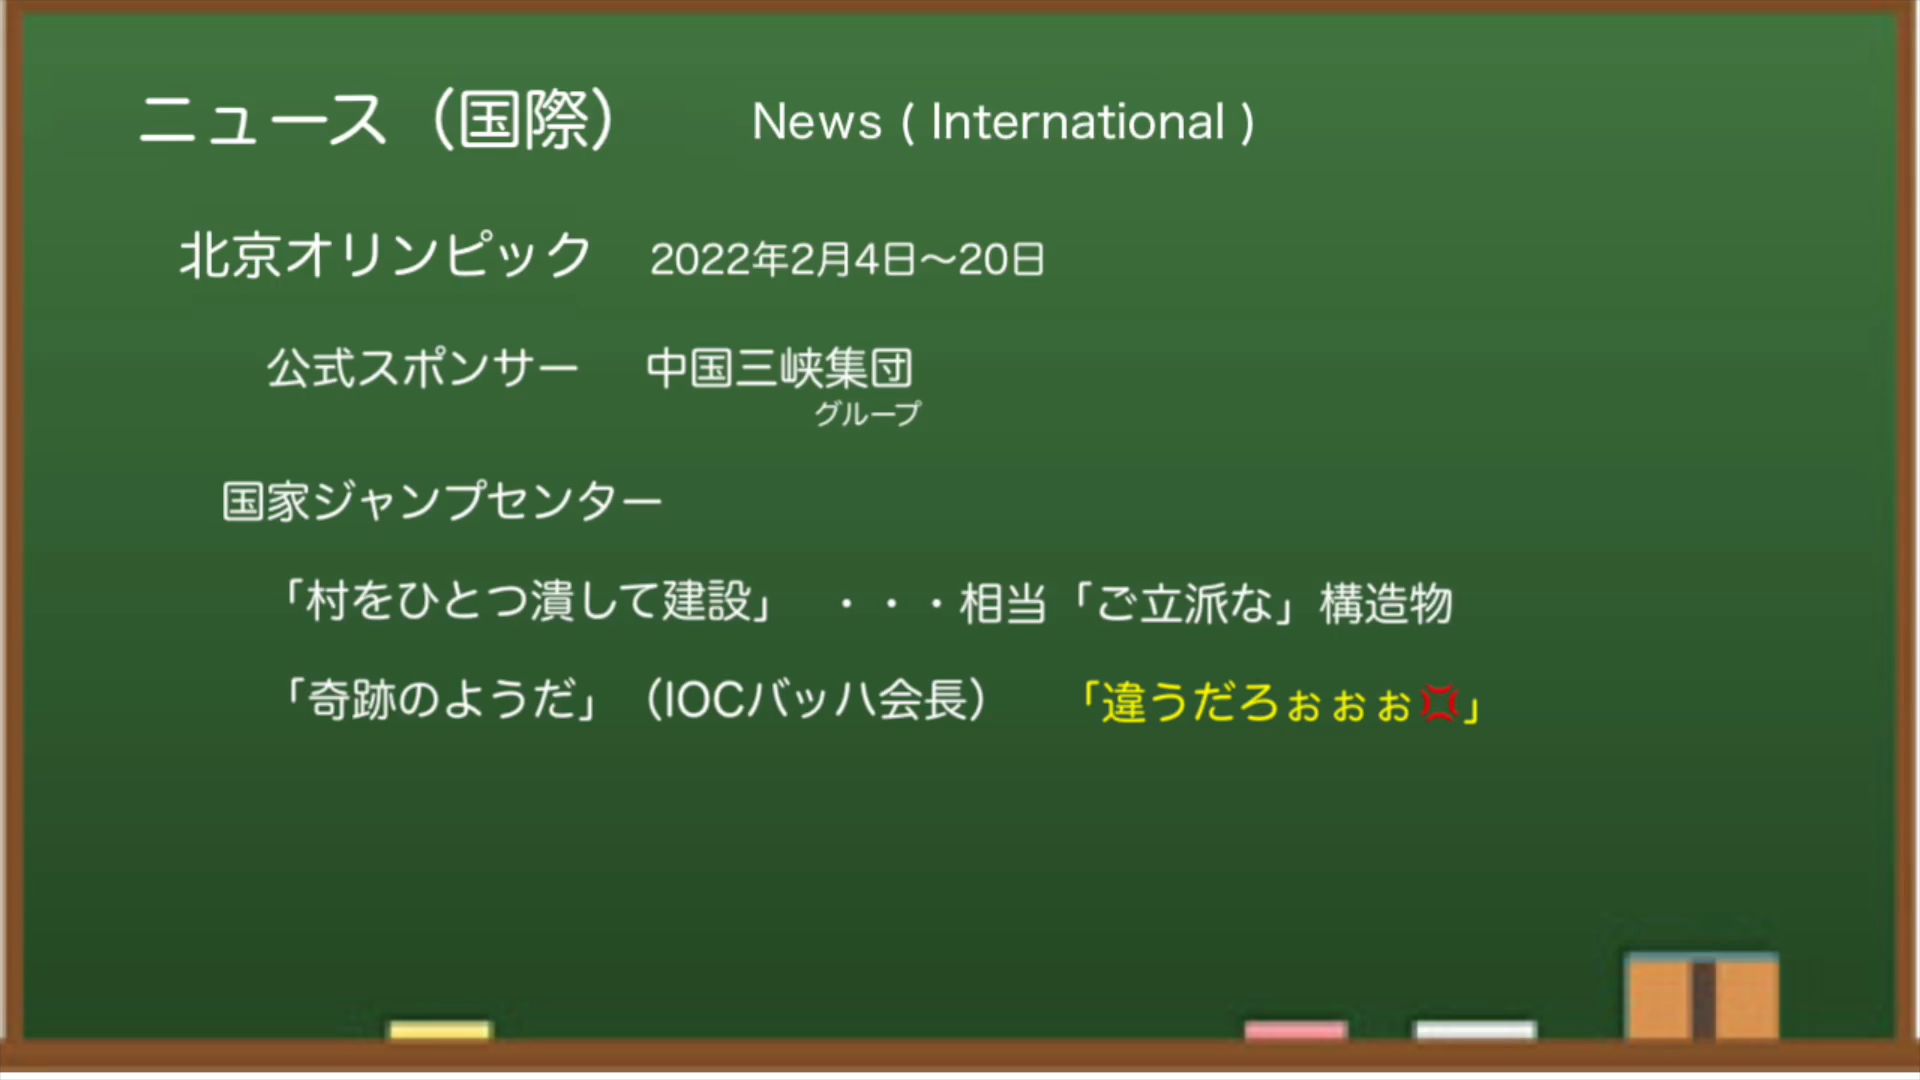 ニュース（国際） News ( International )
北京オリンピック 2022年2月4日〜20日
公式スポンサー 中国三峡集団
グループ
国家ジャンプセンター
「村をひとつ潰して建設」 ・・・相当「ご立派な」構造物
「奇跡のようだ」（IOCバッハ会長） 「違うだろぉぉぉ💢」